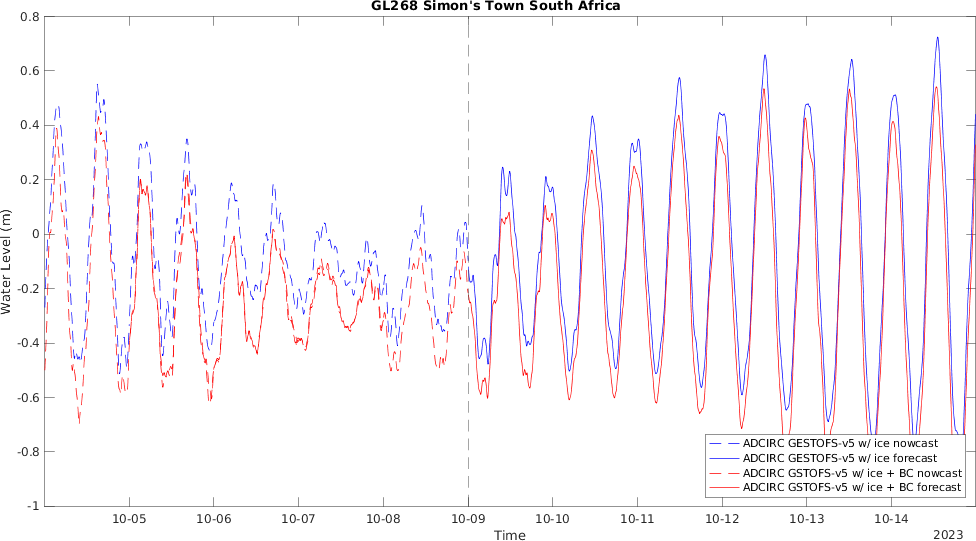 GL268 Simon's Town South Africa
0.8
0.6
0.4
0.2
0
-0.2
-0.4
-0.6
-0.8
-1
Water Level (m)
10-05 10-06 10-07 10-08 10-09 10-10 10-11 10-12 10-13 10-14
Time
2023
ADCIRC GESTOFS-v5 w/ ice nowcast
ADCIRC GESTOFS-v5 w/ ice forecast
ADCIRC GSTOFS-v5 w/ ice + BC nowcast
ADCIRC GSTOFS-v5 w/ ice + BC forecast